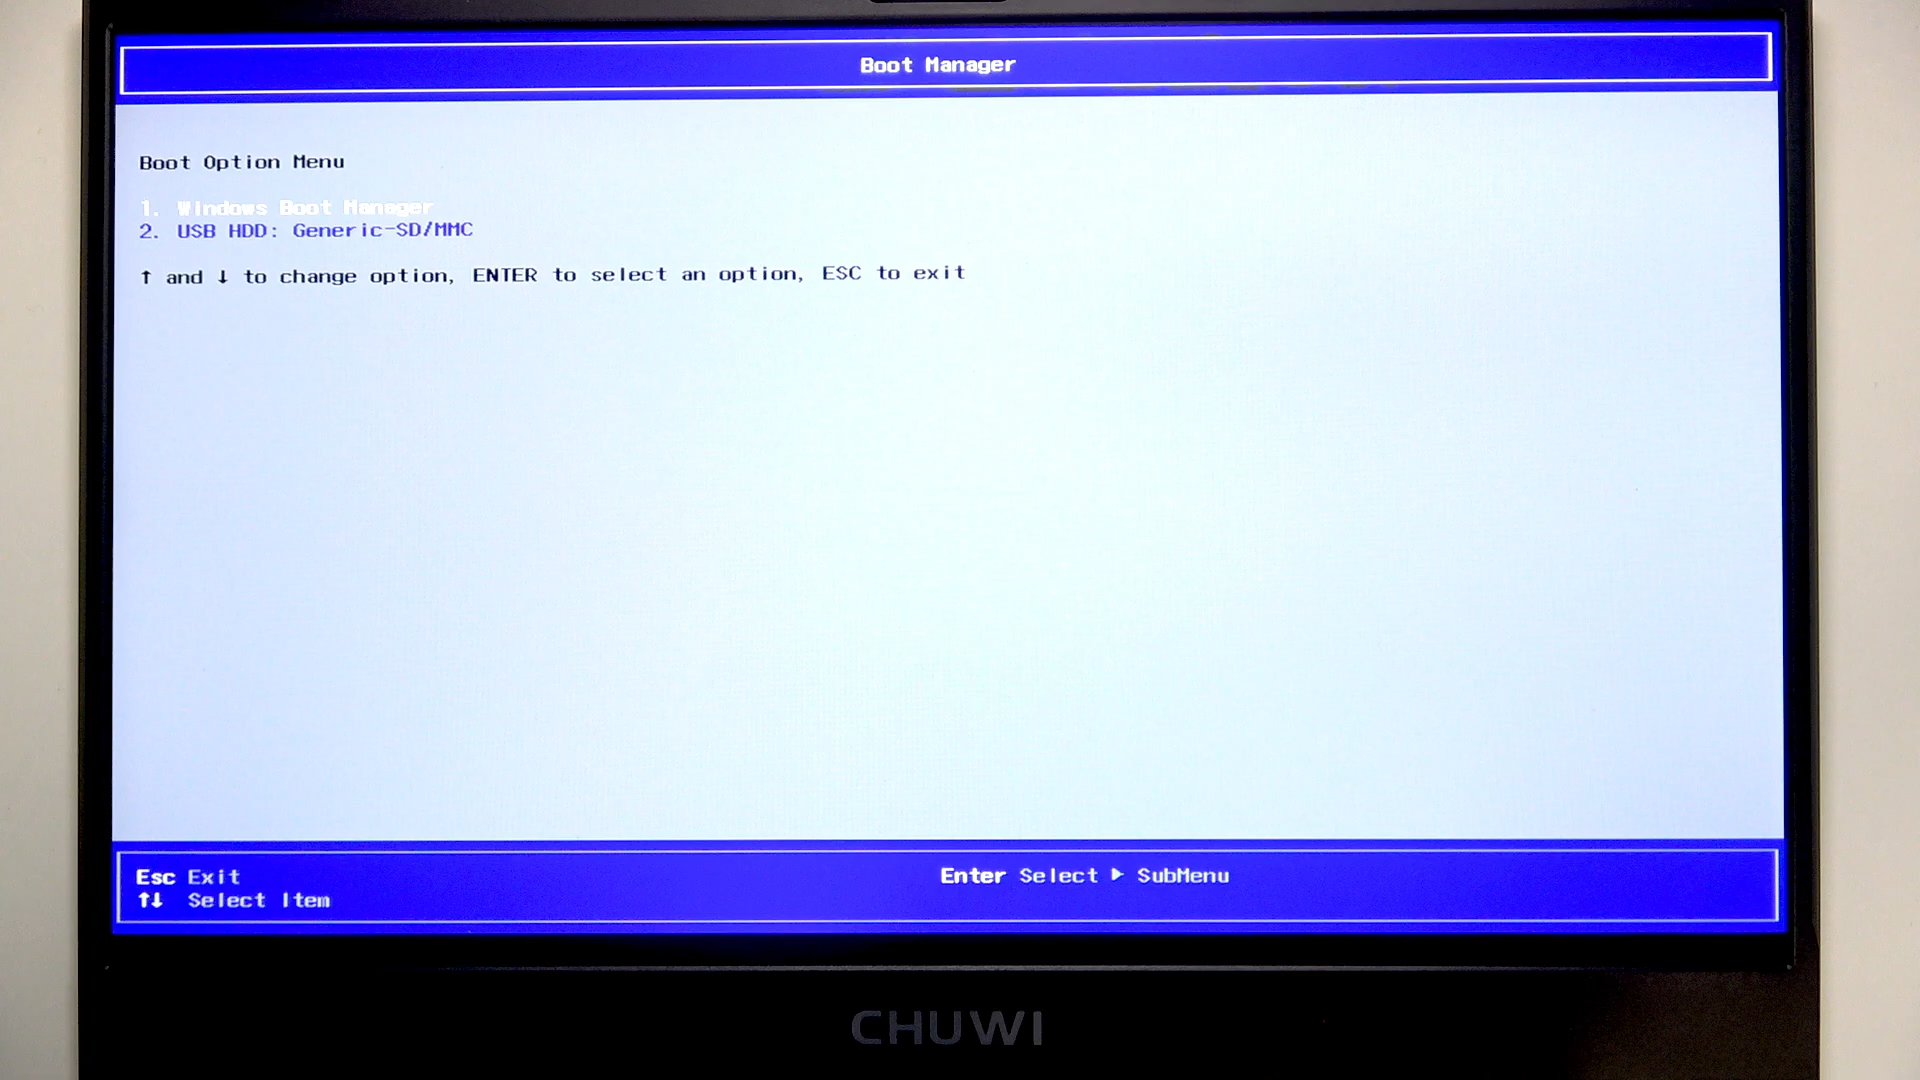 Boot Manager
Boot Option Menu
1. Windows Boot Manager
2. USB HDD: Generic-SD/MMC
↑ and ↓ to change option, ENTER to select an option, ESC to exit
Esc Exit
↑↓ Select Item
Enter Select ▶ SubMenu
CHUWI